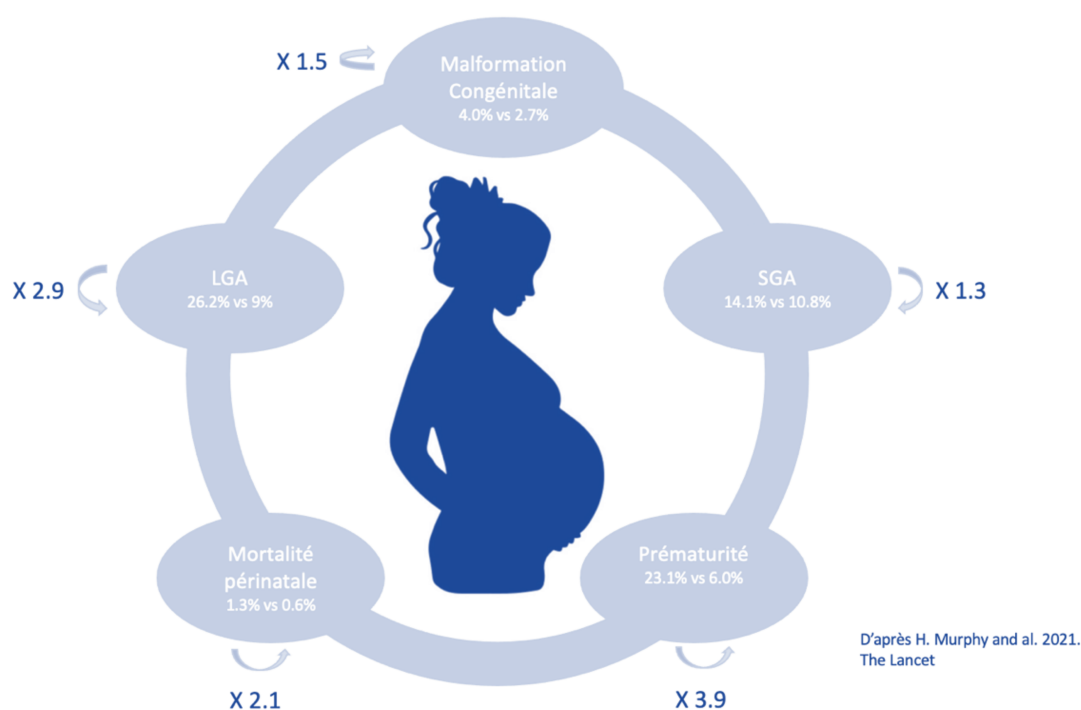 X 1.5
Malformation
Congénitale
4.0% vs 2.7%
X 2.9
LGA
26.2% vs 9%
SGA
14.1% vs 10.8%
X 1.3
Mortalité
périnatale
1.3% vs 0.6%
Prématurité
23.1% vs 6.0%
X 2.1
X 3.9
D'après H. Murphy and al. 2021.
The Lancet